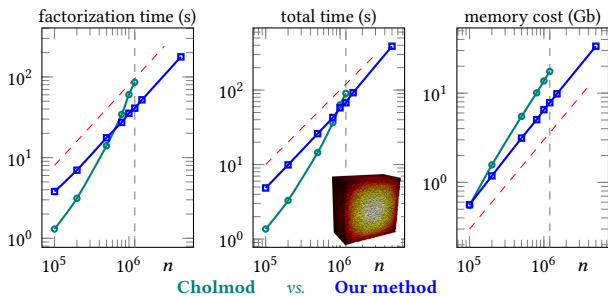 factorization time (s)
total time (s)
memory cost (Gb)
10²
10¹
10⁰
10⁵
10⁶
n
10²
10¹
10⁰
10⁵
10⁶
n
10¹
10⁰
10⁵
10⁶
n
Cholmod vs. Our method